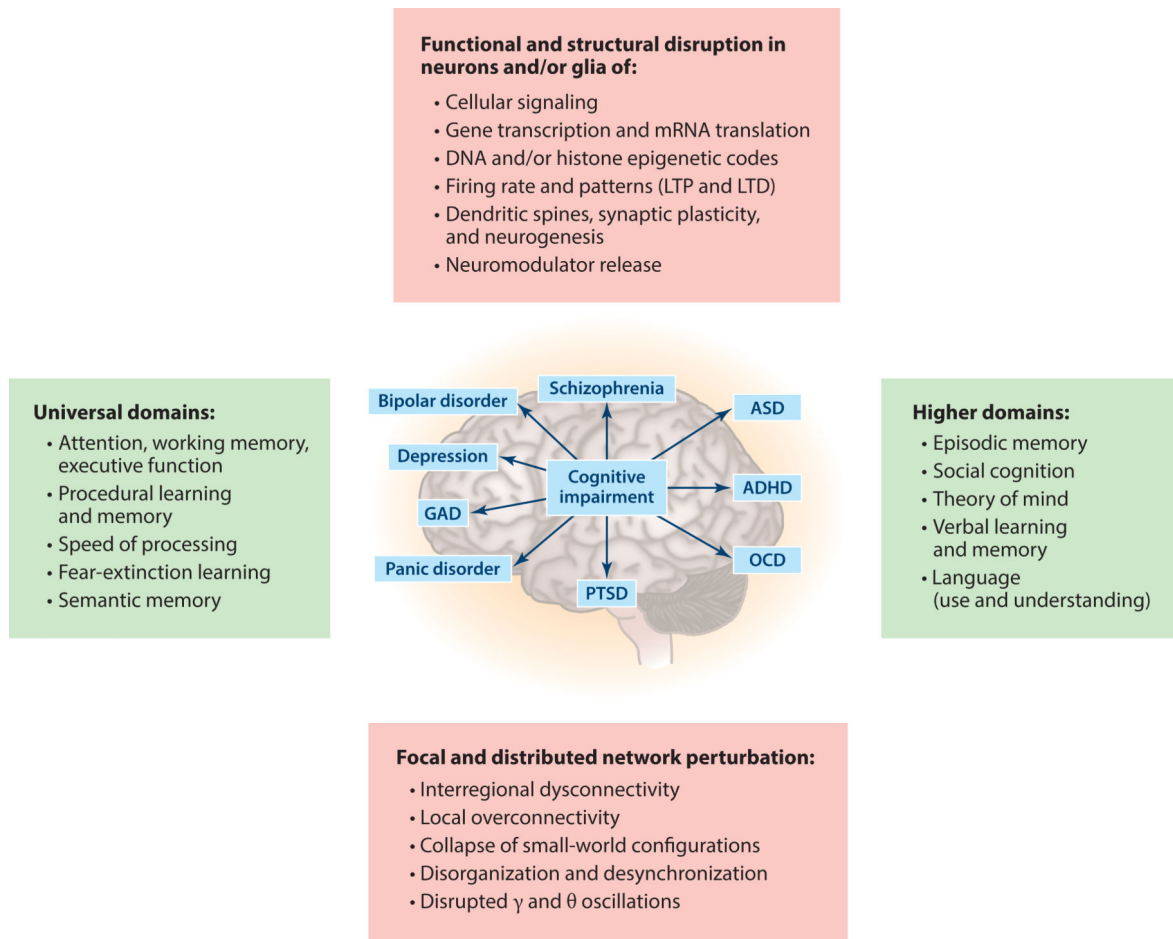 Functional and structural disruption in
neurons and/or glia of:
• Cellular signaling
• Gene transcription and mRNA translation
• DNA and/or histone epigenetic codes
• Firing rate and patterns (LTP and LTD)
• Dendritic spines, synaptic plasticity,
and neurogenesis
• Neuromodulator release
Universal domains:
• Attention, working memory,
executive function
• Procedural learning
and memory
• Speed of processing
• Fear-extinction learning
• Semantic memory
Schizophrenia
Bipolar disorder
ASD
Depression
Cognitive
impairment
ADHD
GAD
Panic disorder
OCD
PTSD
Higher domains:
• Episodic memory
• Social cognition
• Theory of mind
• Verbal learning
and memory
• Language
(use and understanding)
Focal and distributed network perturbation:
• Interregional dysconnectivity
• Local overconnectivity
• Collapse of small-world configurations
• Disorganization and desynchronization
• Disrupted γ and θ oscillations